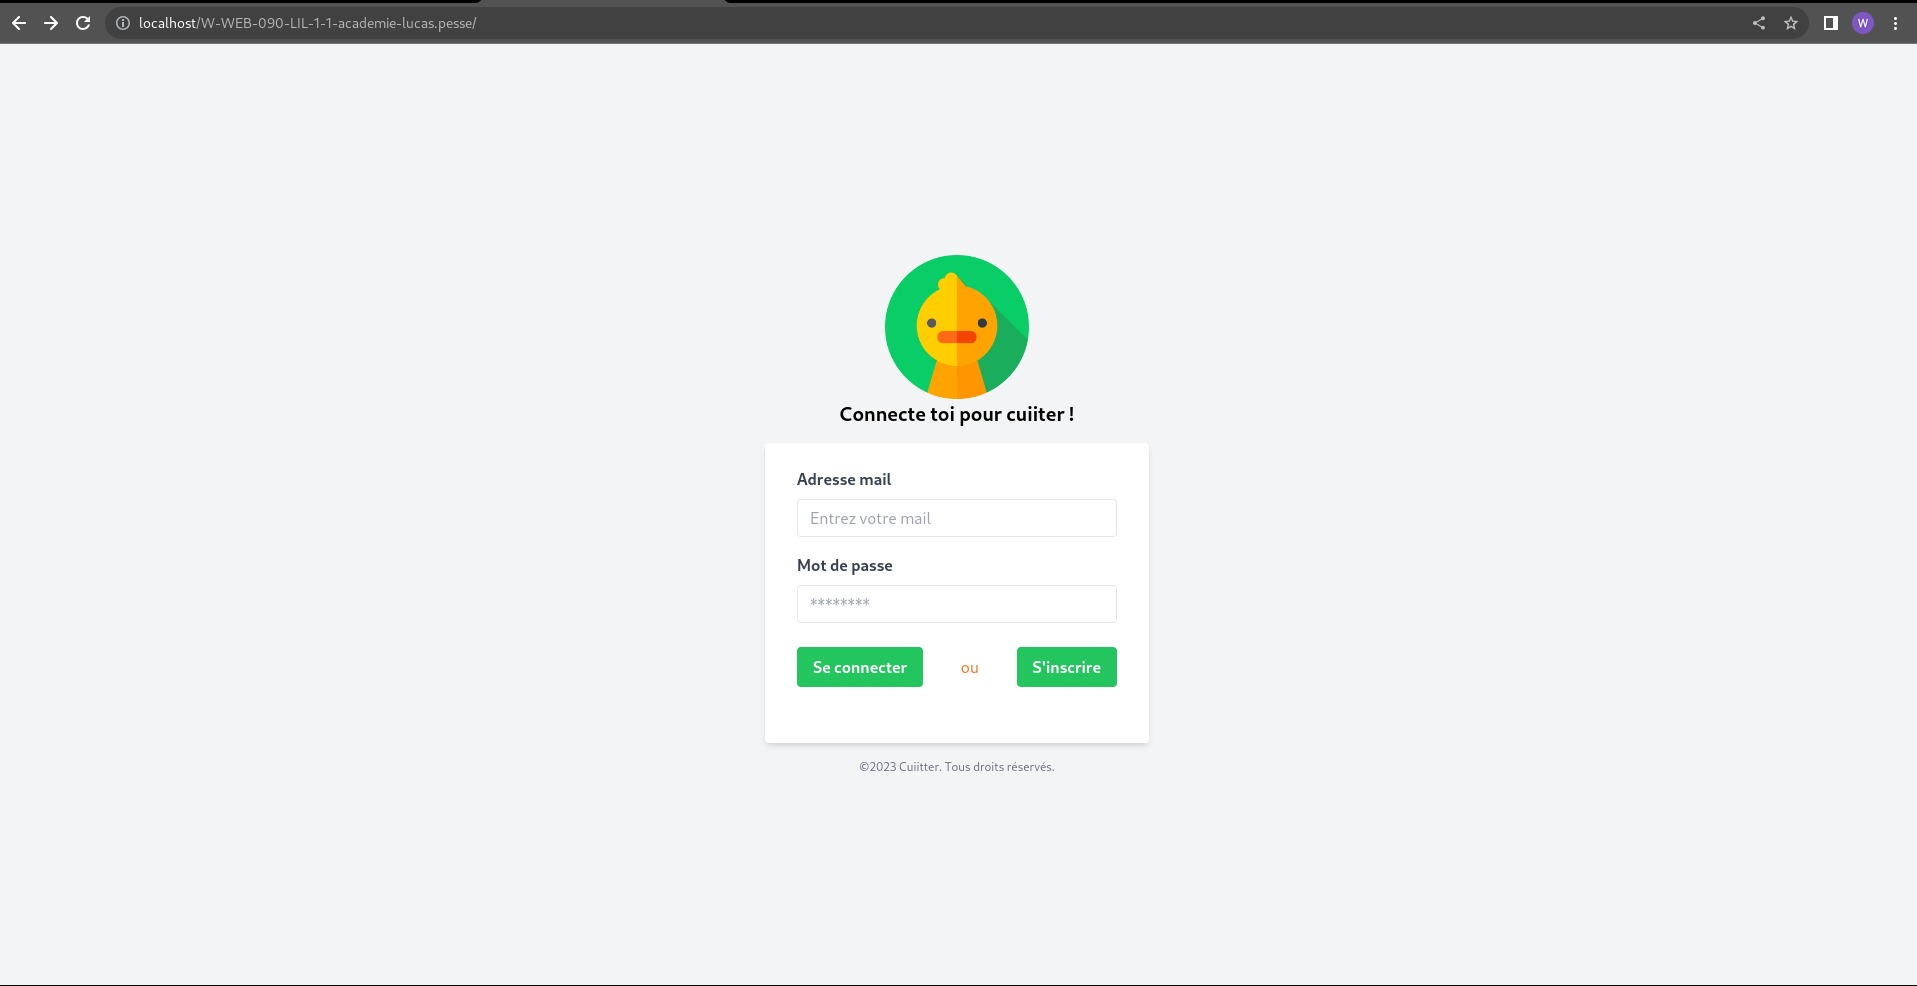 localhost/W-WEB-090-LIL-1-1-academie-lucas.pesse/
W
Connecte toi pour cuiiter !
Adresse mail
Entrez votre mail
Mot de passe
********
Se connecter ou S'inscrire
©2023 Cuiitter. Tous droits réservés.